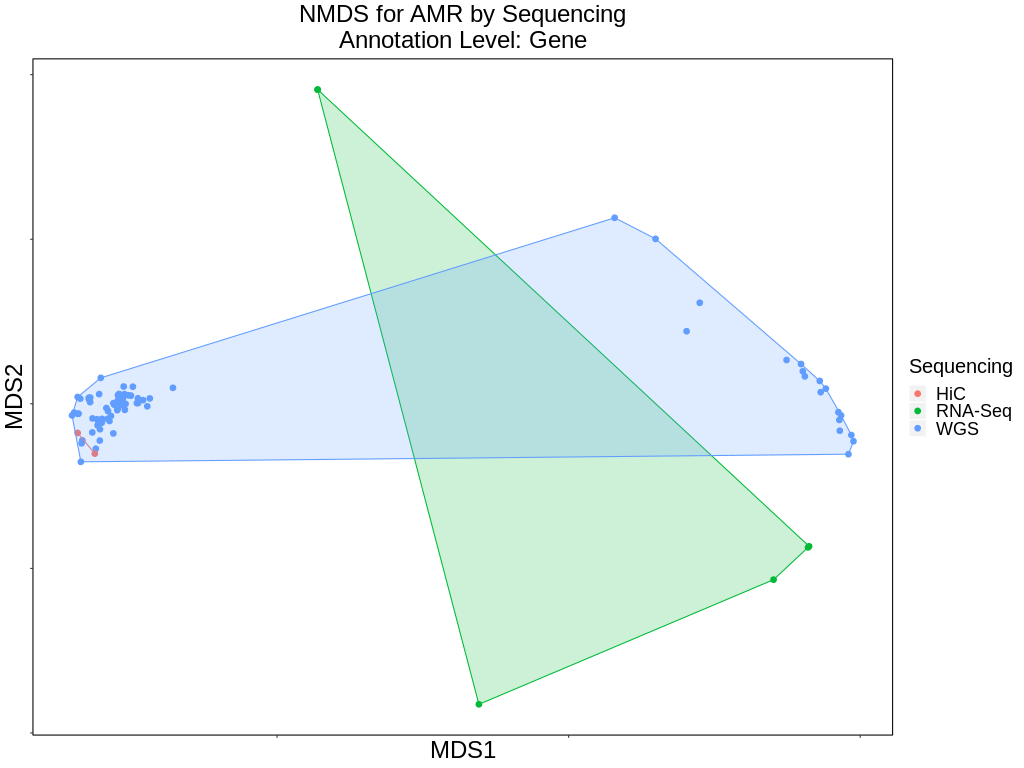 NMDS for AMR by Sequencing
Annotation Level: Gene
MDS2
MDS1
Sequencing
HiC
RNA-Seq
WGS